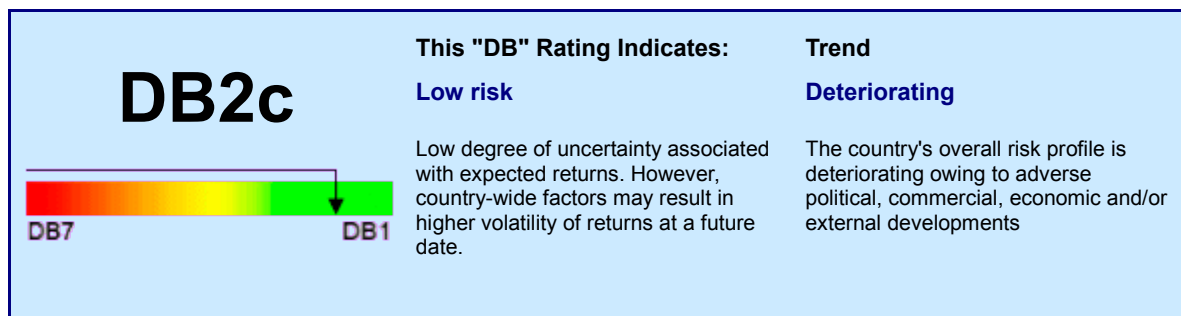 DB2c
DB7
DB1
This "DB" Rating Indicates:
Low risk
Low degree of uncertainty associated
with expected returns. However,
country-wide factors may result in
higher volatility of returns at a future
date.
Trend
Deteriorating
The country's overall risk profile is
deteriorating owing to adverse
political, commercial, economic and/or
external developments